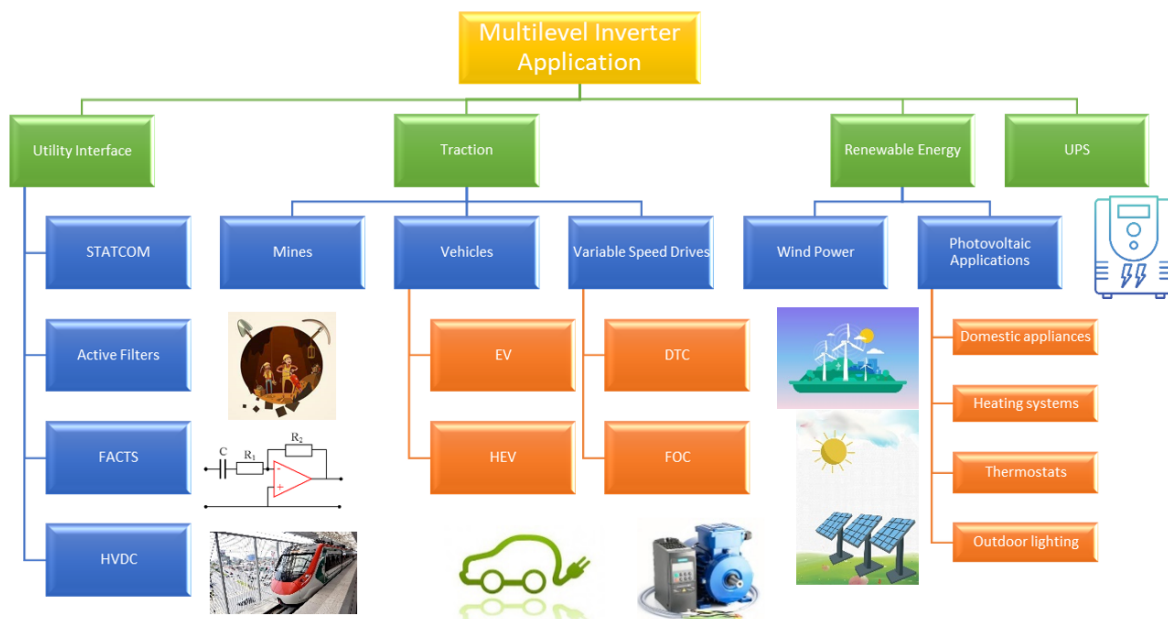 Multilevel Inverter
Application
Utility Interface
Traction
Renewable Energy
UPS
STATCOM
Mines
Vehicles
Variable Speed Drives
Wind Power
Photovoltaic
Applications
Active Filters
EV
DTC
Domestic appliances
Heating systems
FACTS
C
R1
R2
-
+
HEV
FOC
Thermostats
HVDC
Outdoor lighting